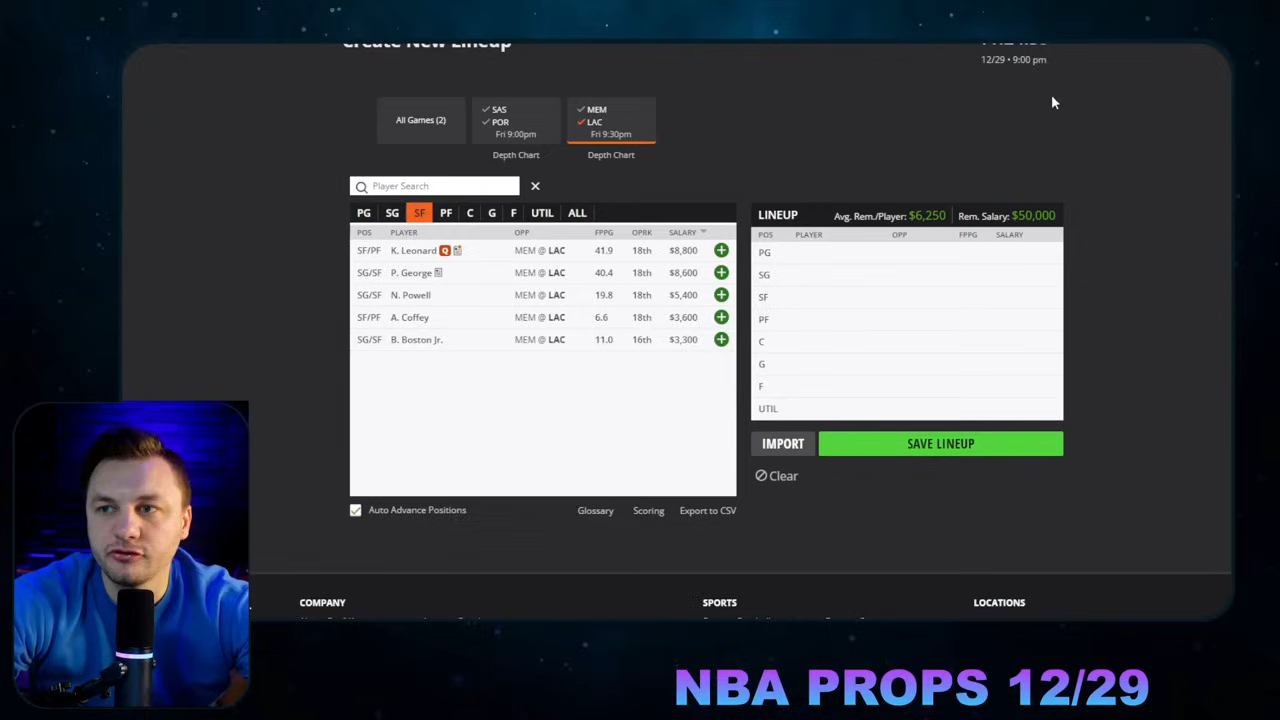 Create New Lineup
12/29 • 9:00 pm
All Games (2)
SAS
POR
Fri 9:00pm
Depth Chart
MEM
LAC
Fri 9:30pm
Depth Chart
Player Search
PG SG SF PF C G F UTIL ALL
POS PLAYER OPP FPPG OPRK SALARY
SF/PF K. Leonard Q MEM @ LAC 41.9 18th $8,800
SG/SF P. George MEM @ LAC 40.4 18th $8,600
SG/SF N. Powell MEM @ LAC 19.8 18th $5,400
SF/PF A. Coffey MEM @ LAC 6.6 18th $3,600
SG/SF B. Boston Jr. MEM @ LAC 11.0 16th $3,300
Auto Advance Positions
Glossary Scoring Export to CSV
LINEUP Avg. Rem./Player: $6,250 Rem. Salary: $50,000
POS PLAYER OPP FPPG SALARY
PG
SG
SF
PF
C
G
F
UTIL
IMPORT SAVE LINEUP
Clear
COMPANY SPORTS LOCATIONS
NBA PROPS 12/29